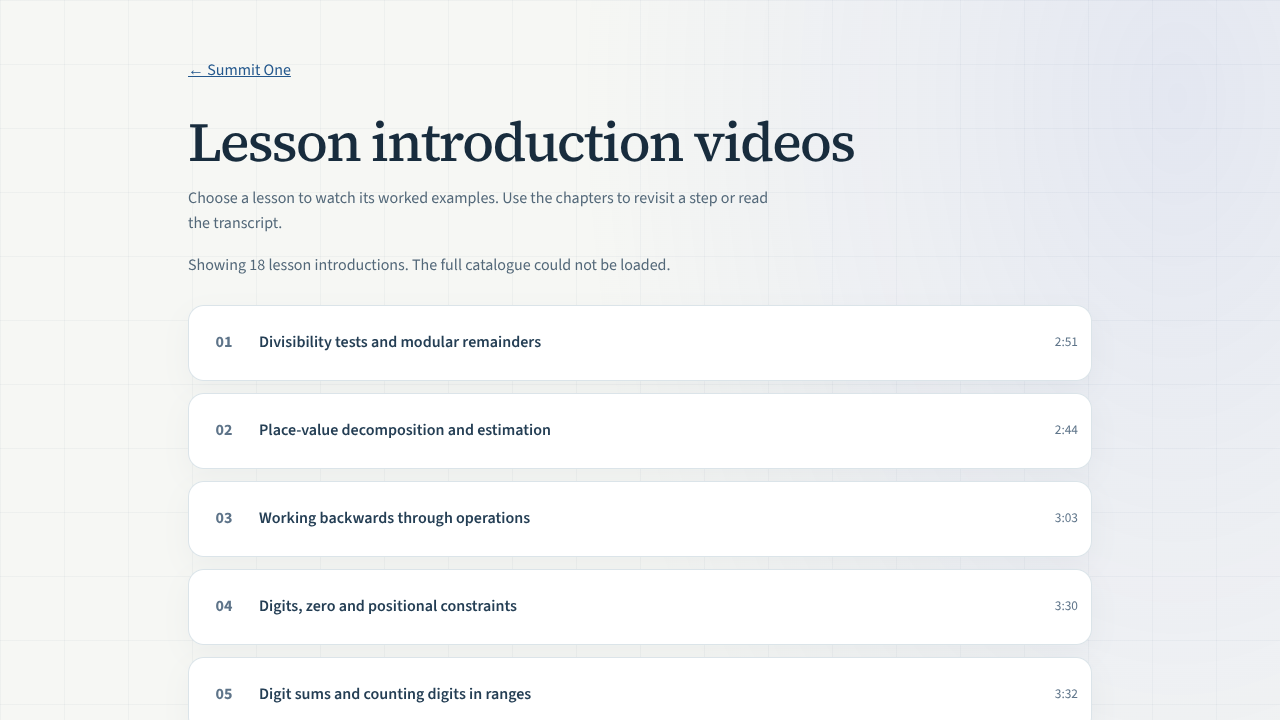 ← Summit One
Lesson introduction videos
Choose a lesson to watch its worked examples. Use the chapters to revisit a step or read
the transcript.
Showing 18 lesson introductions. The full catalogue could not be loaded.
01 Divisibility tests and modular remainders 2:51
02 Place-value decomposition and estimation 2:44
03 Working backwards through operations 3:03
04 Digits, zero and positional constraints 3:30
05 Digit sums and counting digits in ranges 3:32